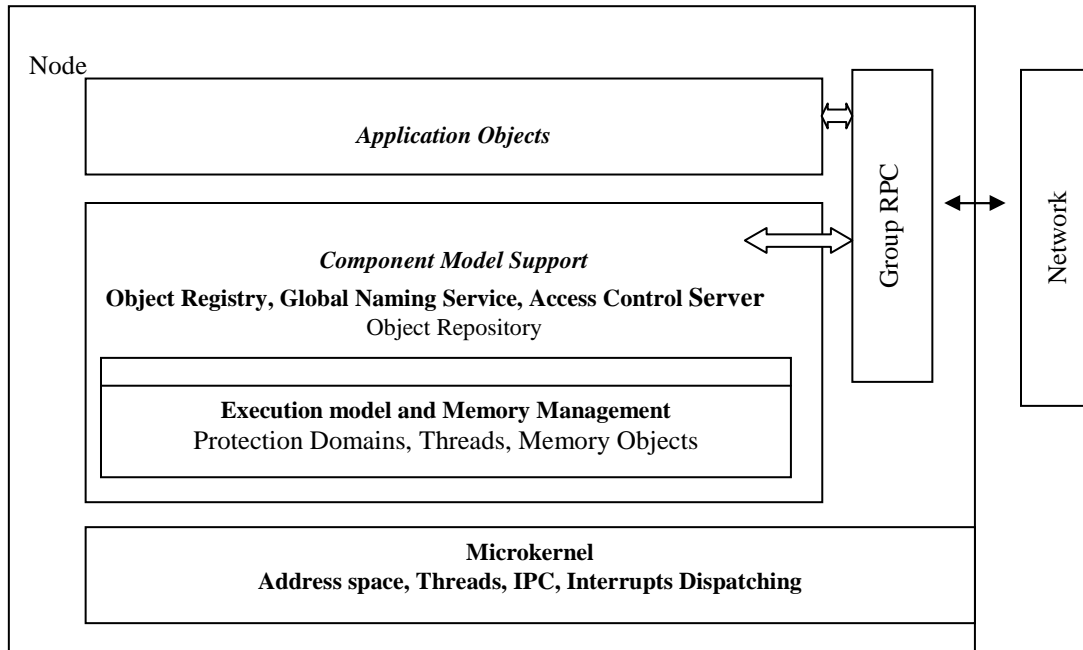 Node
Application Objects
Group RPC
Network
Component Model Support
Object Registry, Global Naming Service, Access Control Server
Object Repository
Execution model and Memory Management
Protection Domains, Threads, Memory Objects
Microkernel
Address space, Threads, IPC, Interrupts Dispatching